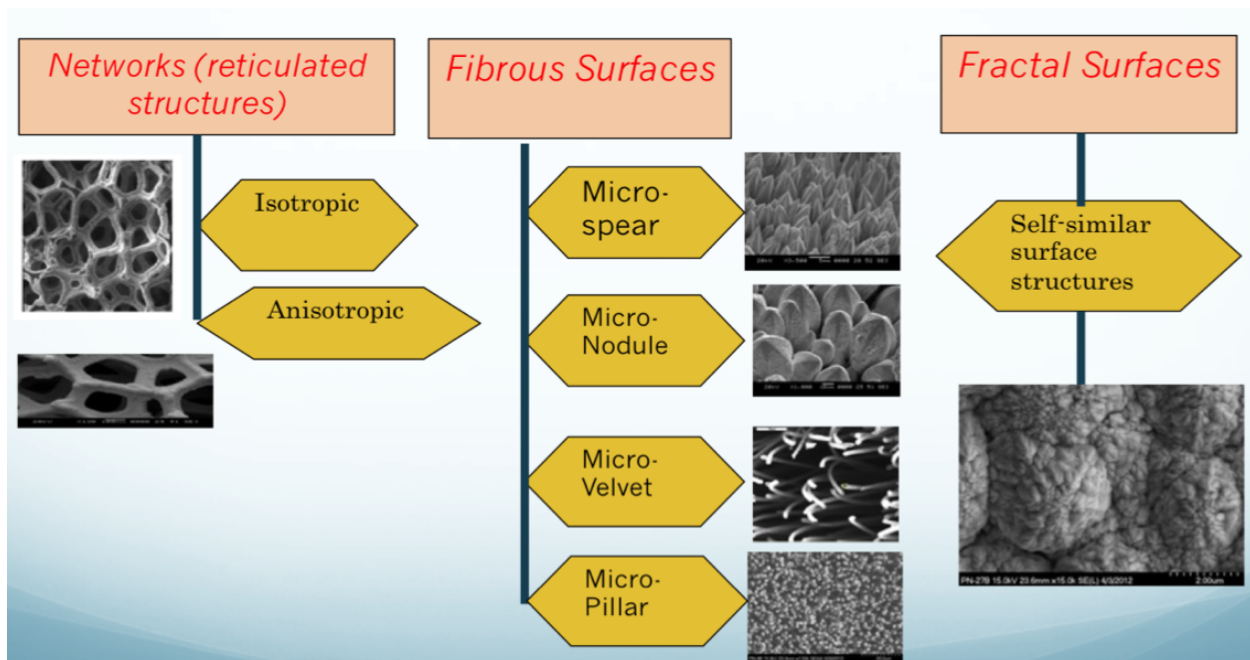 Networks (reticulated
structures)
Isotropic
Anisotropic
Fibrous Surfaces
Micro-
spear
Micro-
Nodule
Micro-
Velvet
Micro-
Pillar
Fractal Surfaces
Self-similar
surface
structures
PN-27B 15.0kV 23.6mm x15.0k SE(L) 4/3/2012
2.00um